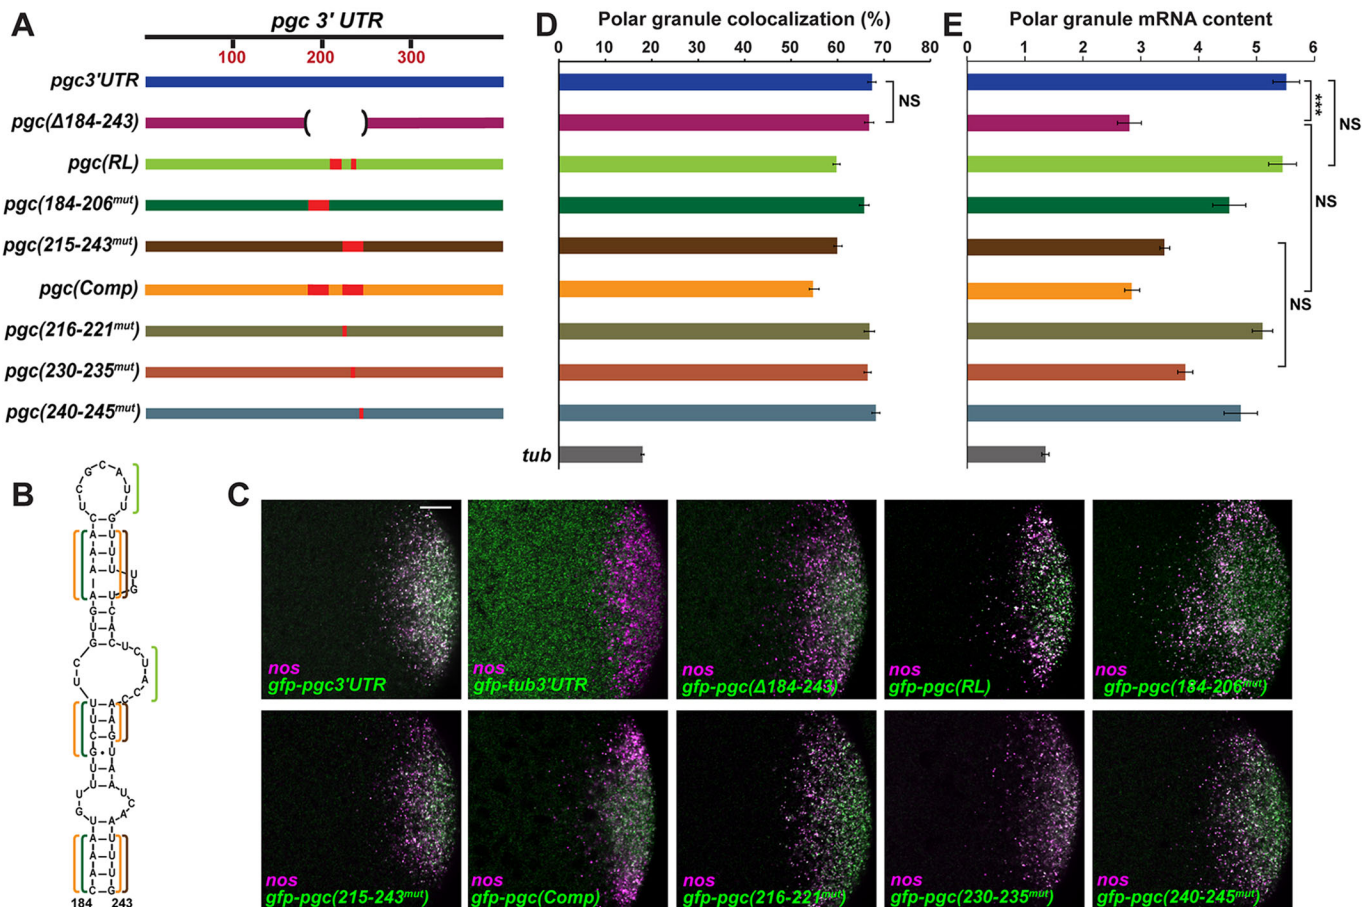 A
pgc 3' UTR
100 200 300
pgc3'UTR
pgc(Δ184-243)
pgc(RL)
pgc(184-206mut)
pgc(215-243mut)
pgc(Comp)
pgc(216-221mut)
pgc(230-235mut)
pgc(240-245mut)
D
Polar granule colocalization (%)
0 10 20 30 40 50 60 70 80
NS
tub
E
Polar granule mRNA content
0 1 2 3 4 5 6
***
NS
NS
NS
B
184 243
C
nos
gfp-pgc3'UTR
nos
gfp-tub3'UTR
nos
gfp-pgc(Δ184-243)
nos
gfp-pgc(RL)
nos
gfp-pgc(184-206mut)
nos
gfp-pgc(215-243mut)
nos
gfp-pgc(Comp)
nos
gfp-pgc(216-221mut)
nos
gfp-pgc(230-235mut)
nos
gfp-pgc(240-245mut)